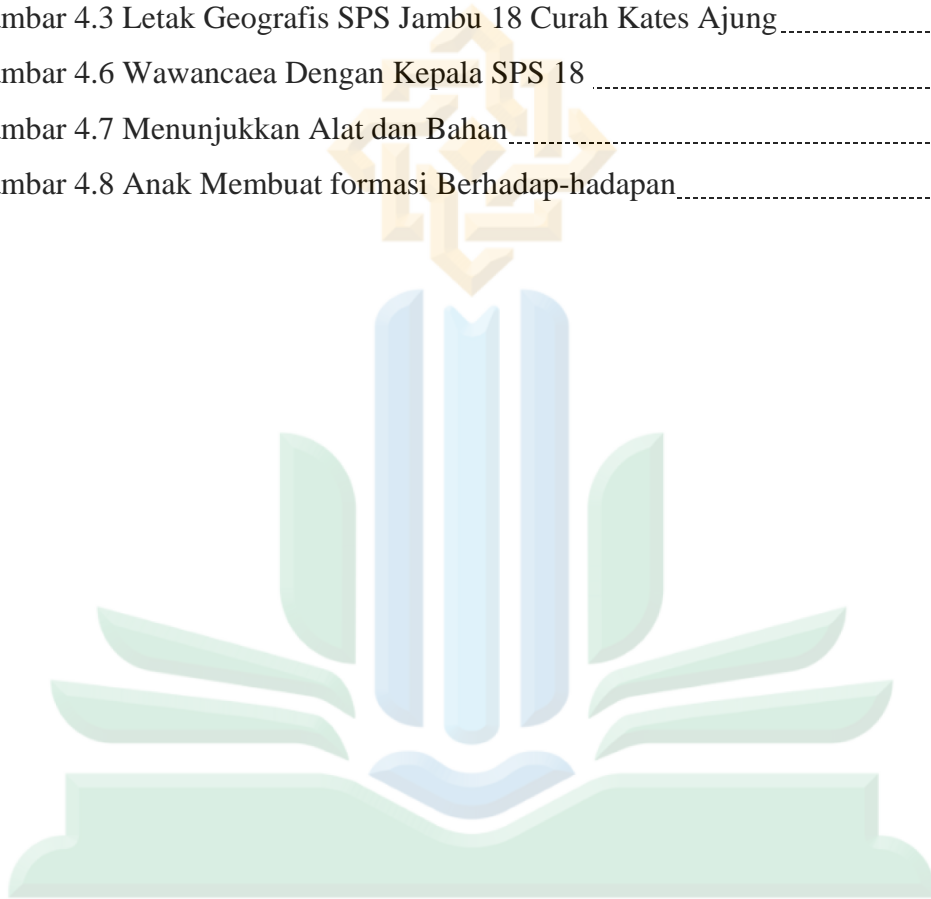 mbar 4.3 Letak Geografis SPS Jambu 18 Curah Kates Ajung
mbar 4.6 Wawancaea Dengan Kepala SPS 18
mbar 4.7 Menunjukkan Alat dan Bahan
mbar 4.8 Anak Membuat formasi Berhadap-hadapan